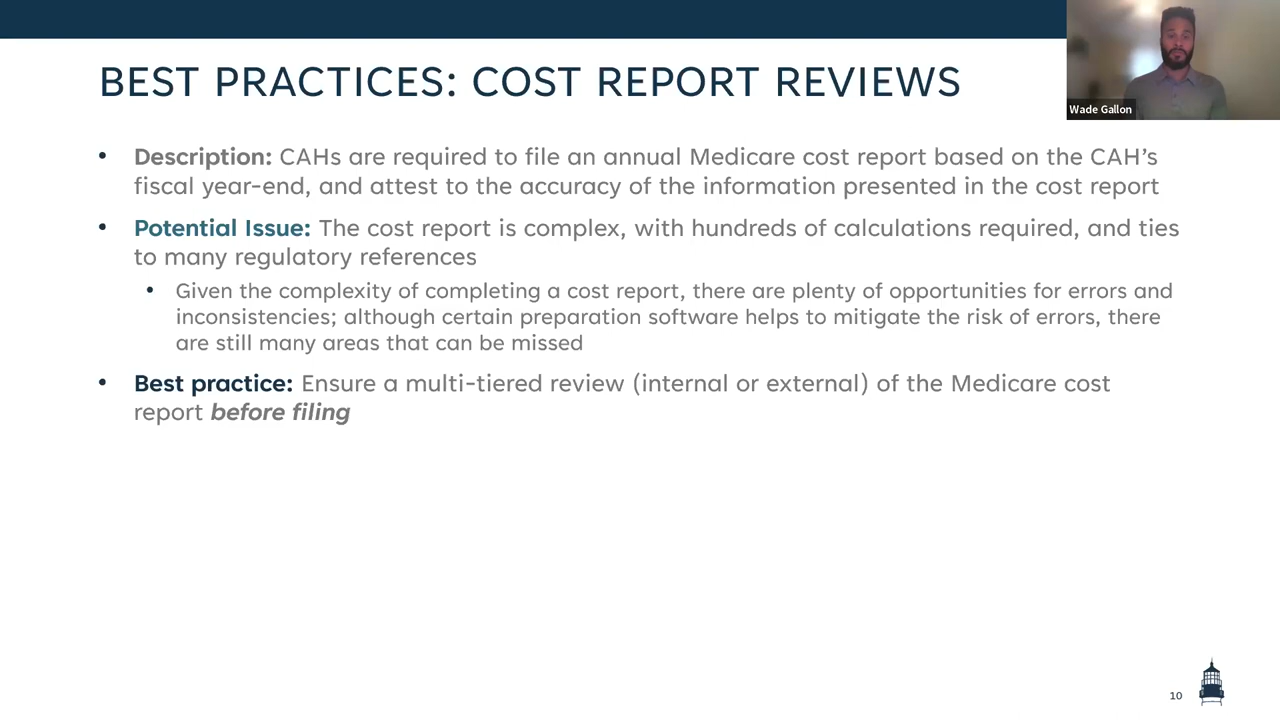 BEST PRACTICES: COST REPORT REVIEWS
Wade Gallon
• Description: CAHs are required to file an annual Medicare cost report based on the CAH's
fiscal year-end, and attest to the accuracy of the information presented in the cost report
• Potential Issue: The cost report is complex, with hundreds of calculations required, and ties
to many regulatory references
• Given the complexity of completing a cost report, there are plenty of opportunities for errors and
inconsistencies; although certain preparation software helps to mitigate the risk of errors, there
are still many areas that can be missed
• Best practice: Ensure a multi-tiered review (internal or external) of the Medicare cost
report before filing
10